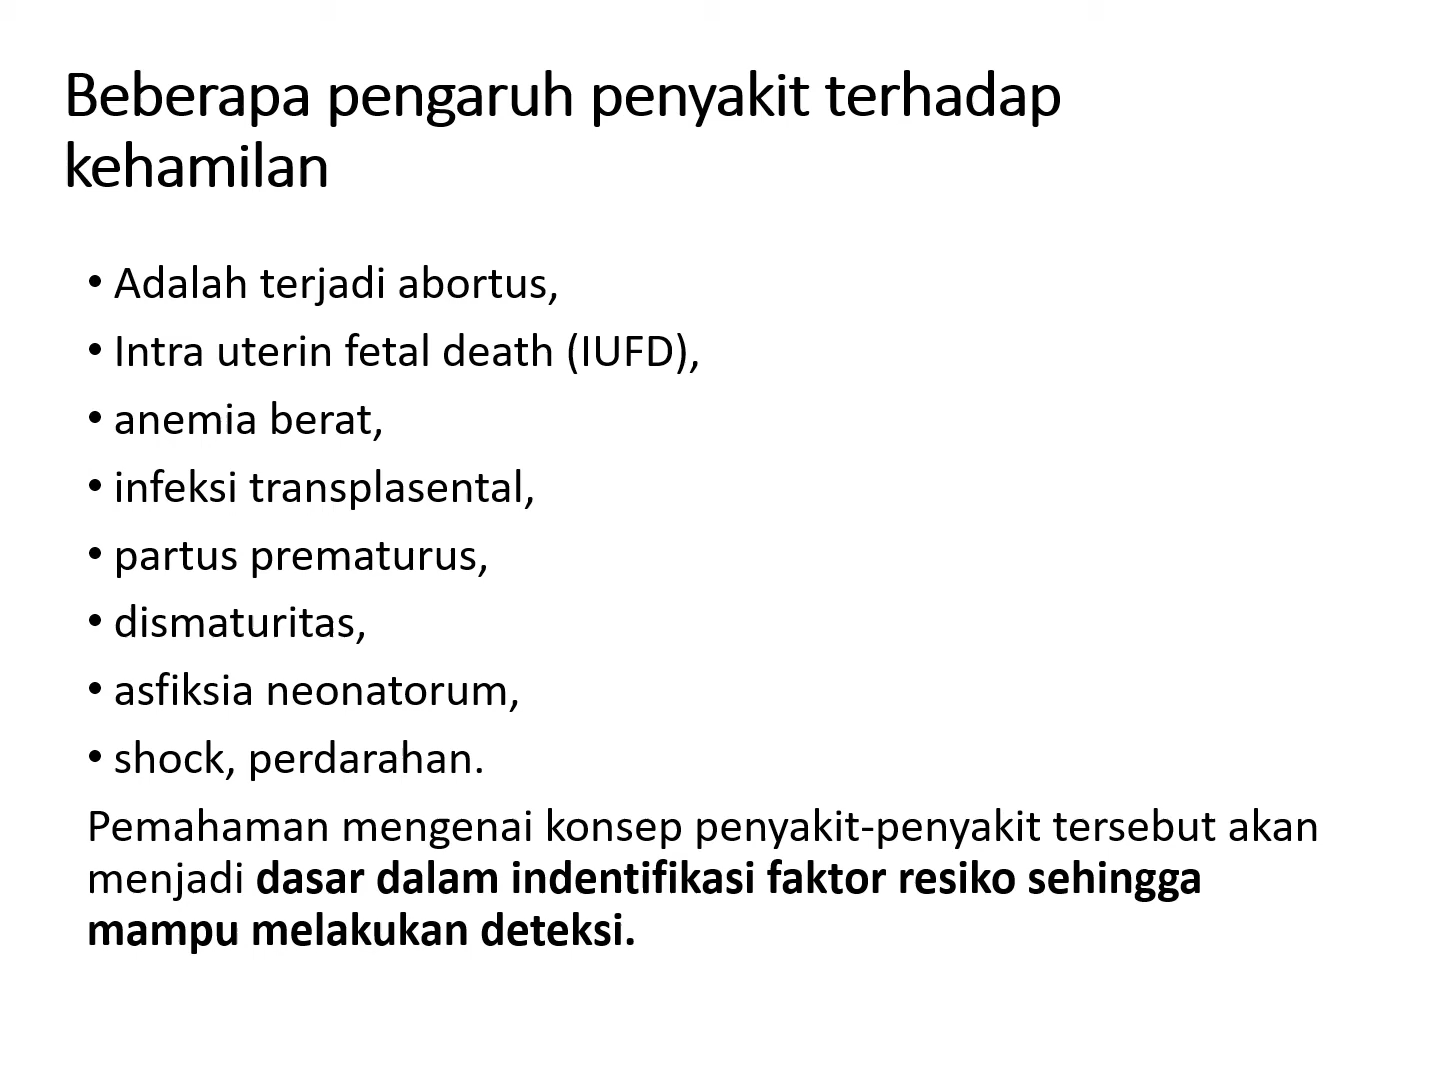 Beberapa pengaruh penyakit terhadap
kehamilan
• Adalah terjadi abortus,
• Intra uterin fetal death (IUFD),
• anemia berat,
• infeksi transplasental,
• partus prematurus,
• dismaturitas,
• asfiksia neonatorum,
• shock, perdarahan.
Pemahaman mengenai konsep penyakit-penyakit tersebut akan
menjadi dasar dalam indentifikasi faktor resiko sehingga
mampu melakukan deteksi.